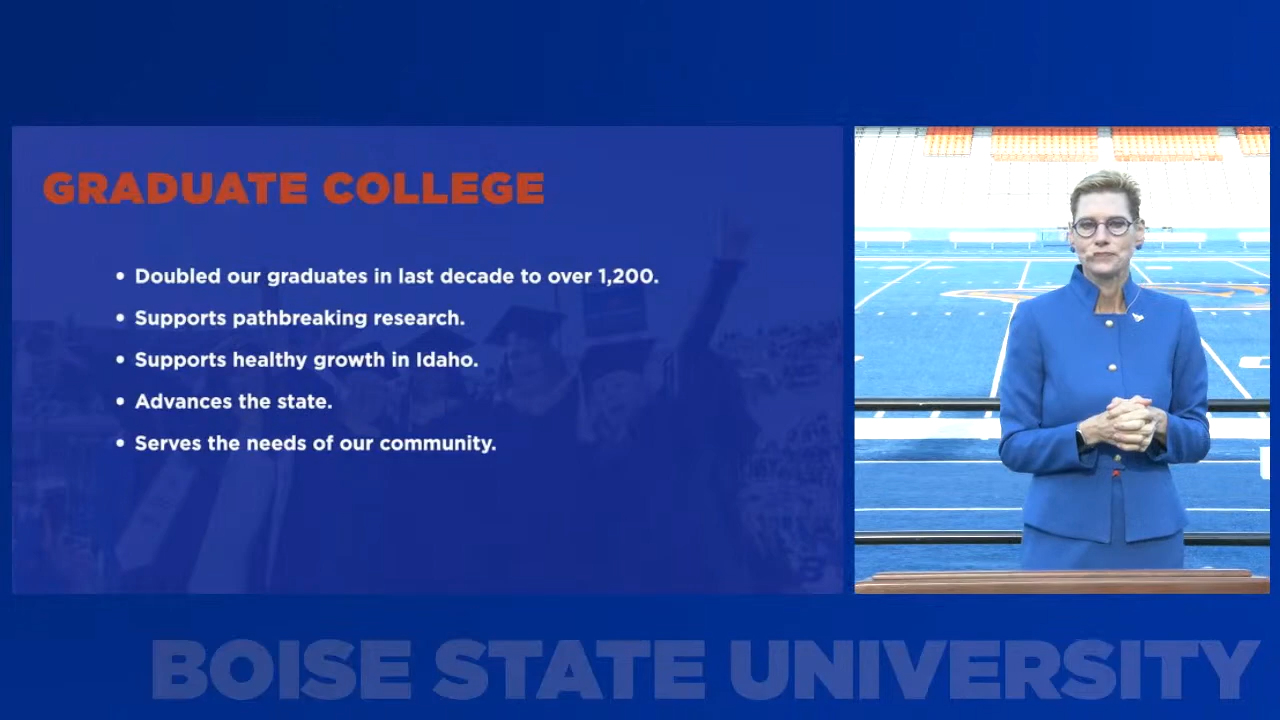 GRADUATE COLLEGE
• Doubled our graduates in last decade to over 1,200.
• Supports pathbreaking research.
• Supports healthy growth in Idaho.
• Advances the state.
• Serves the needs of our community.
BOISE STATE UNIVERSITY